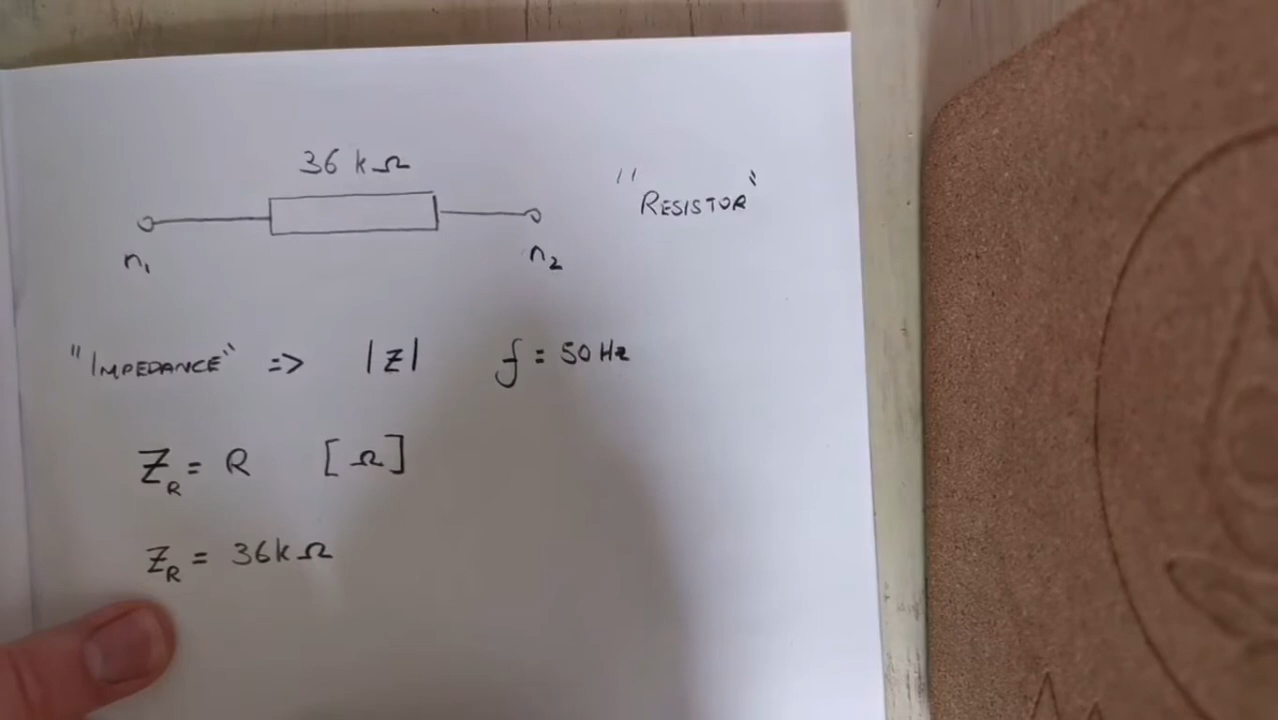 36 kΩ
"RESISTOR"
n₁
n₂
"IMPEDANCE" => |Z| f = 50 Hz
Z_R = R [Ω]
Z_R = 36kΩ